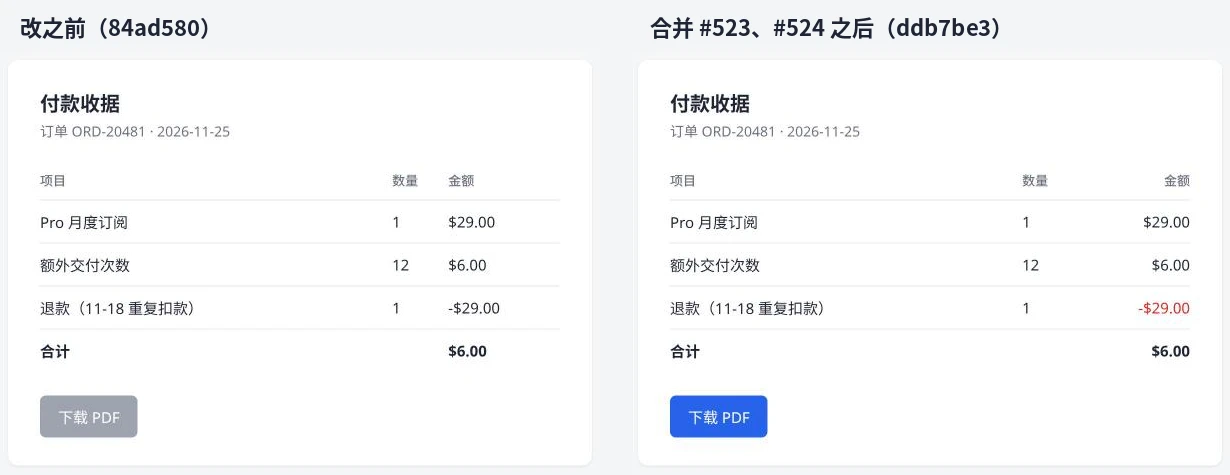 改之前（84ad580）
付款收据
订单 ORD-20481 · 2026-11-25
项目 数量 金额
Pro 月度订阅 1 $29.00
额外交付次数 12 $6.00
退款（11-18 重复扣款） 1 -$29.00
合计 $6.00
下载 PDF
合并 #523、#524 之后（ddb7be3）
付款收据
订单 ORD-20481 · 2026-11-25
项目 数量 金额
Pro 月度订阅 1 $29.00
额外交付次数 12 $6.00
退款（11-18 重复扣款） 1 -$29.00
合计 $6.00
下载 PDF